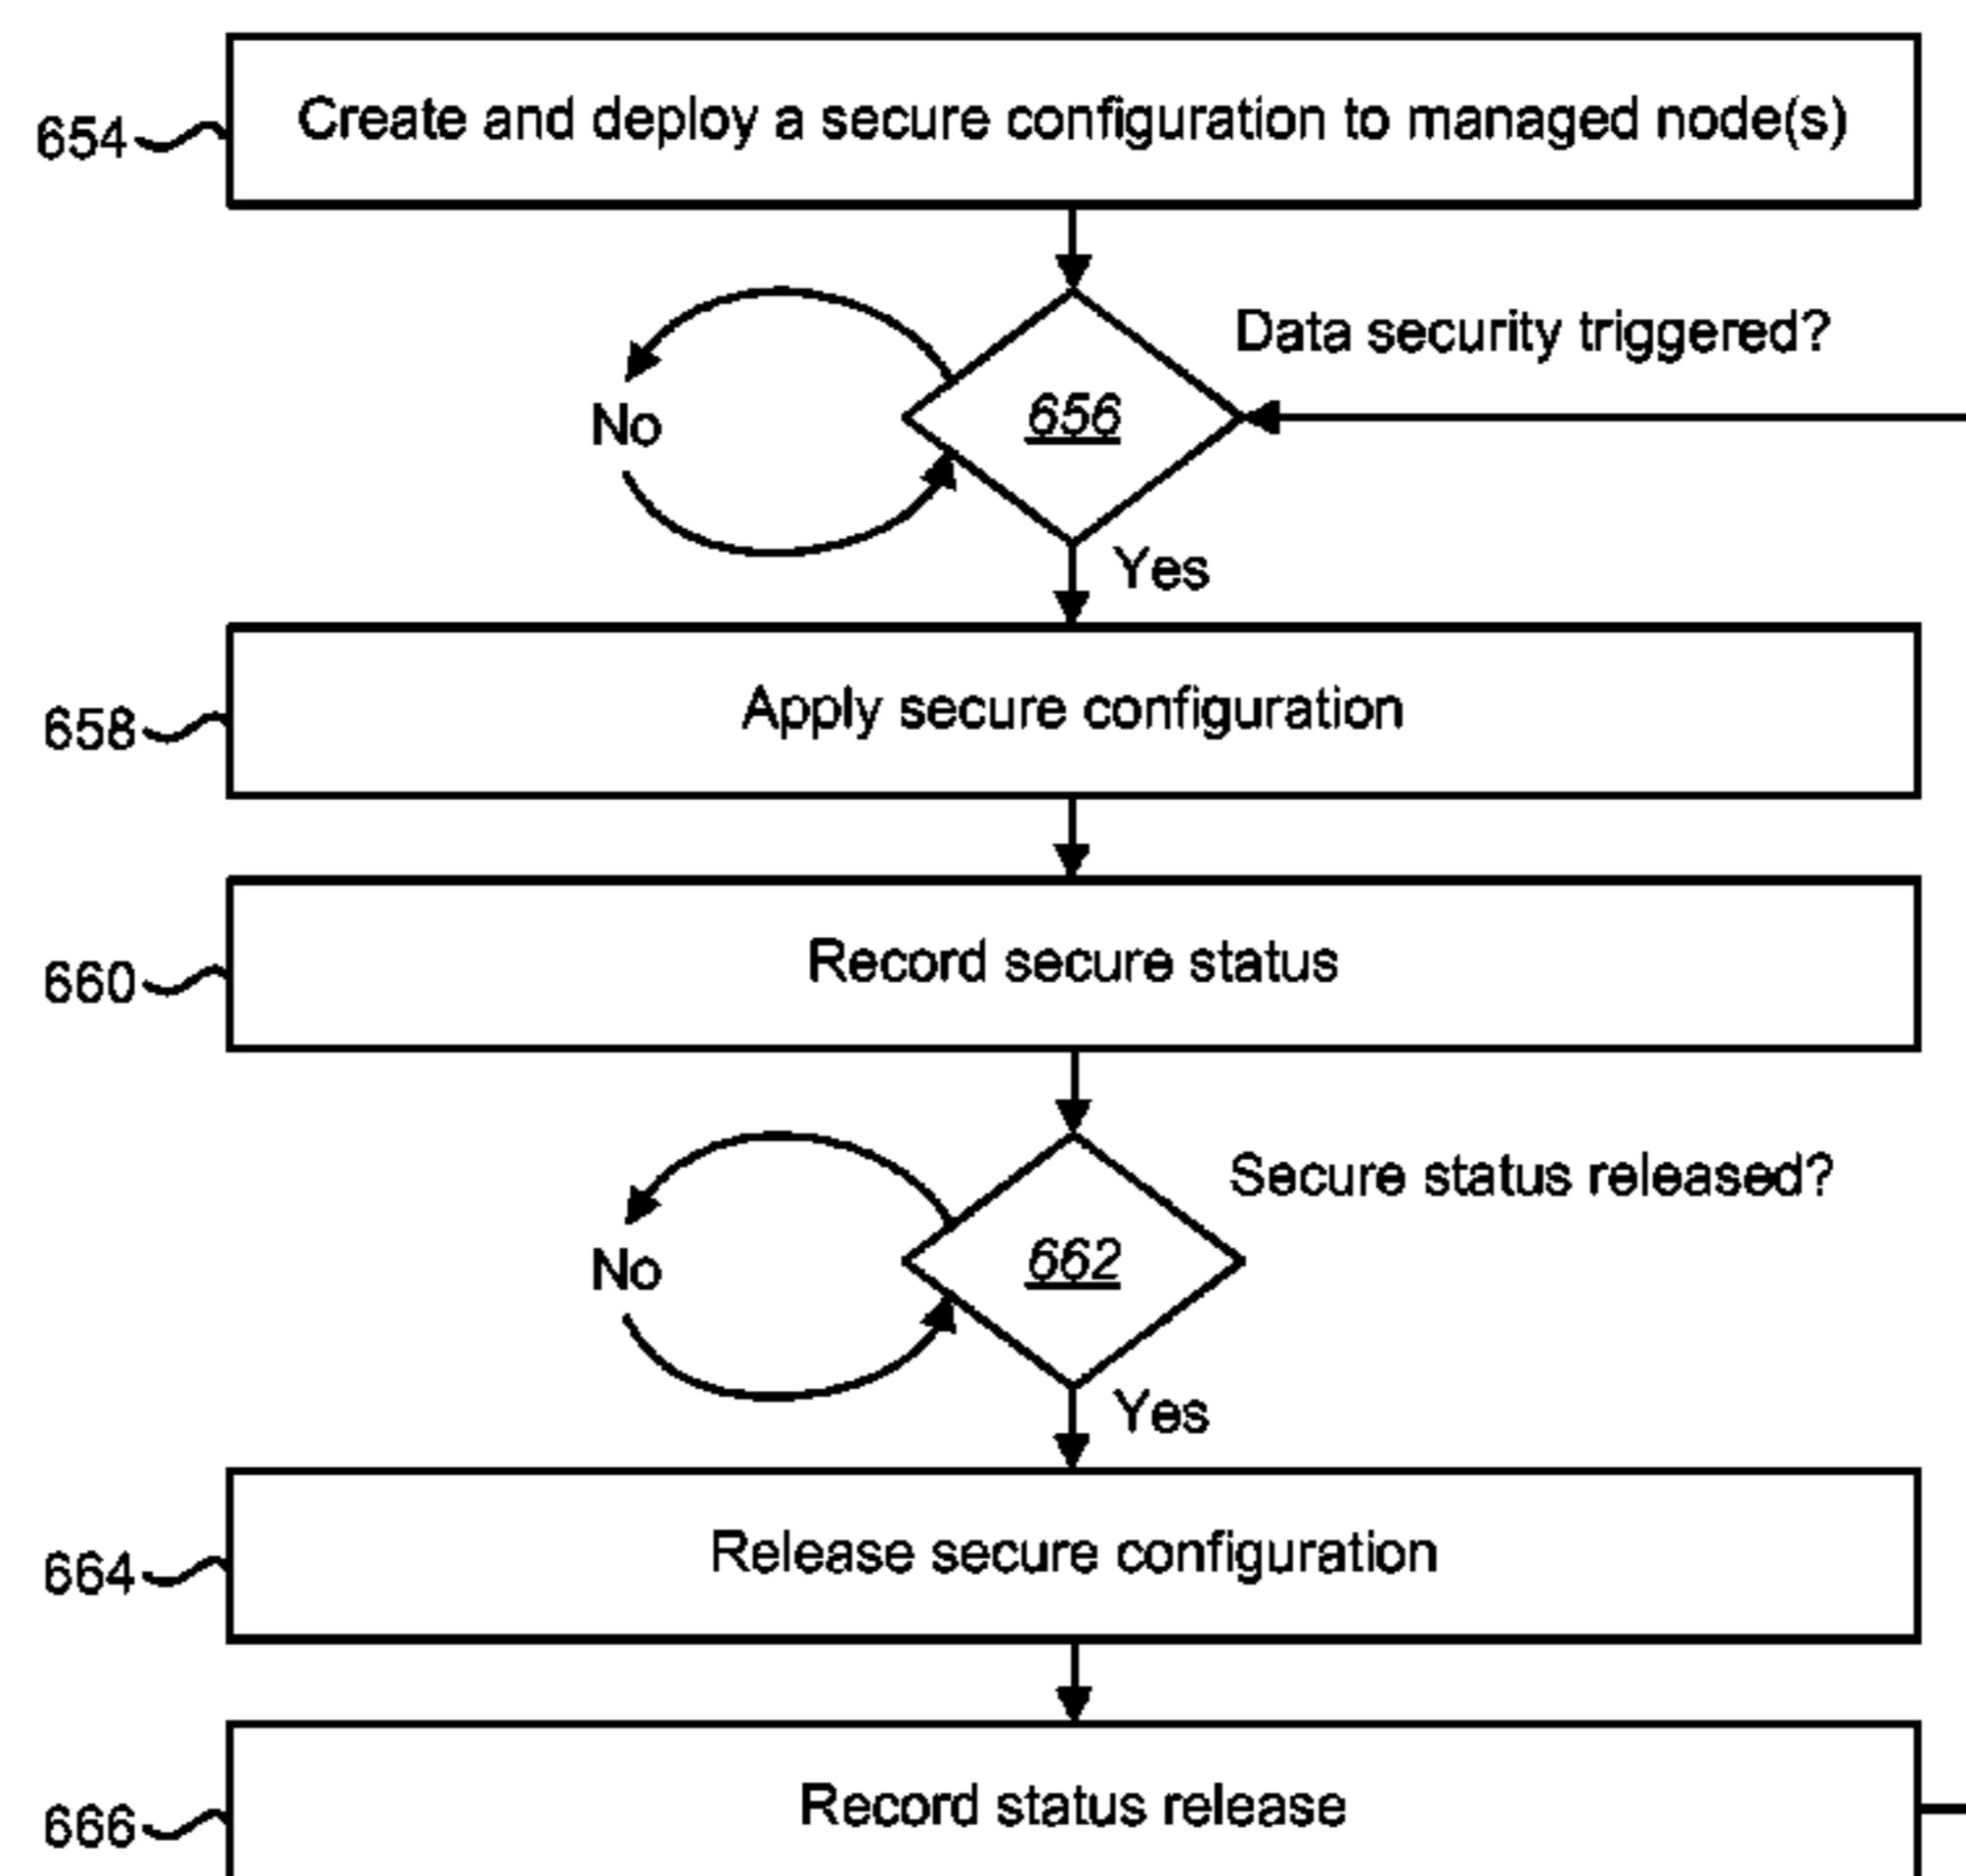 654
Create and deploy a secure configuration to managed node(s)
Data security triggered?
656
No
Yes
658
Apply secure configuration
660
Record secure status
Secure status released?
662
No
Yes
664
Release secure configuration
666
Record status release